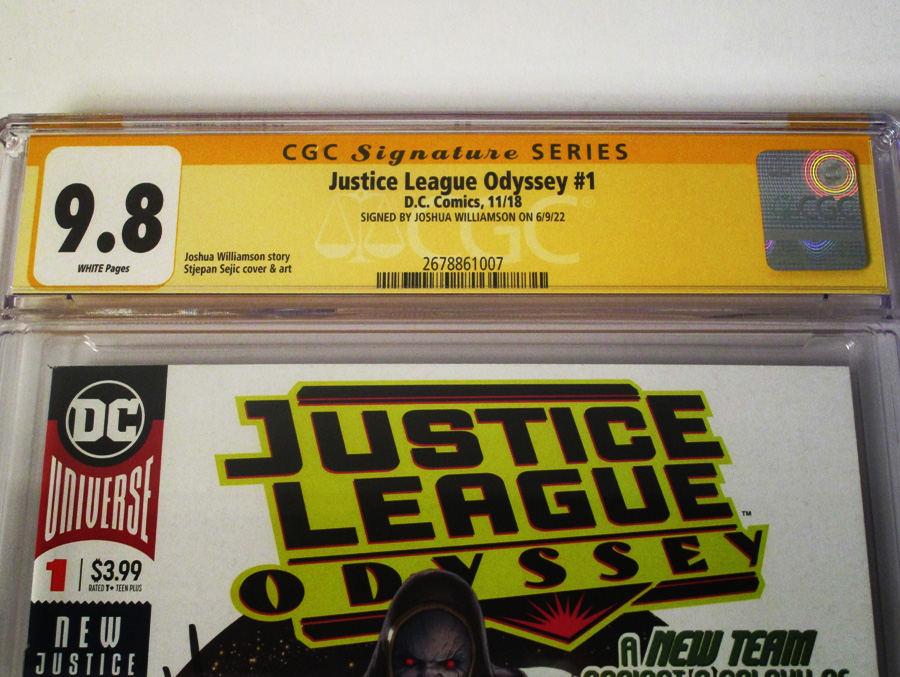 CGC Signature SERIES
Justice League Odyssey #1
D.C. Comics, 11/18
SIGNED BY JOSHUA WILLIAMSON ON 6/9/22
9.8
WHITE Pages
Joshua Williamson story
Stjepan Sejic cover & art
CGC
2678861007
CGC
DC
UNIVERSE
1 $3.99
RATED T+ TEEN PLUS
NEW
JUSTICE
JUSTICE
LEAGUE
ODYSSEY
™
A NEW TEAM